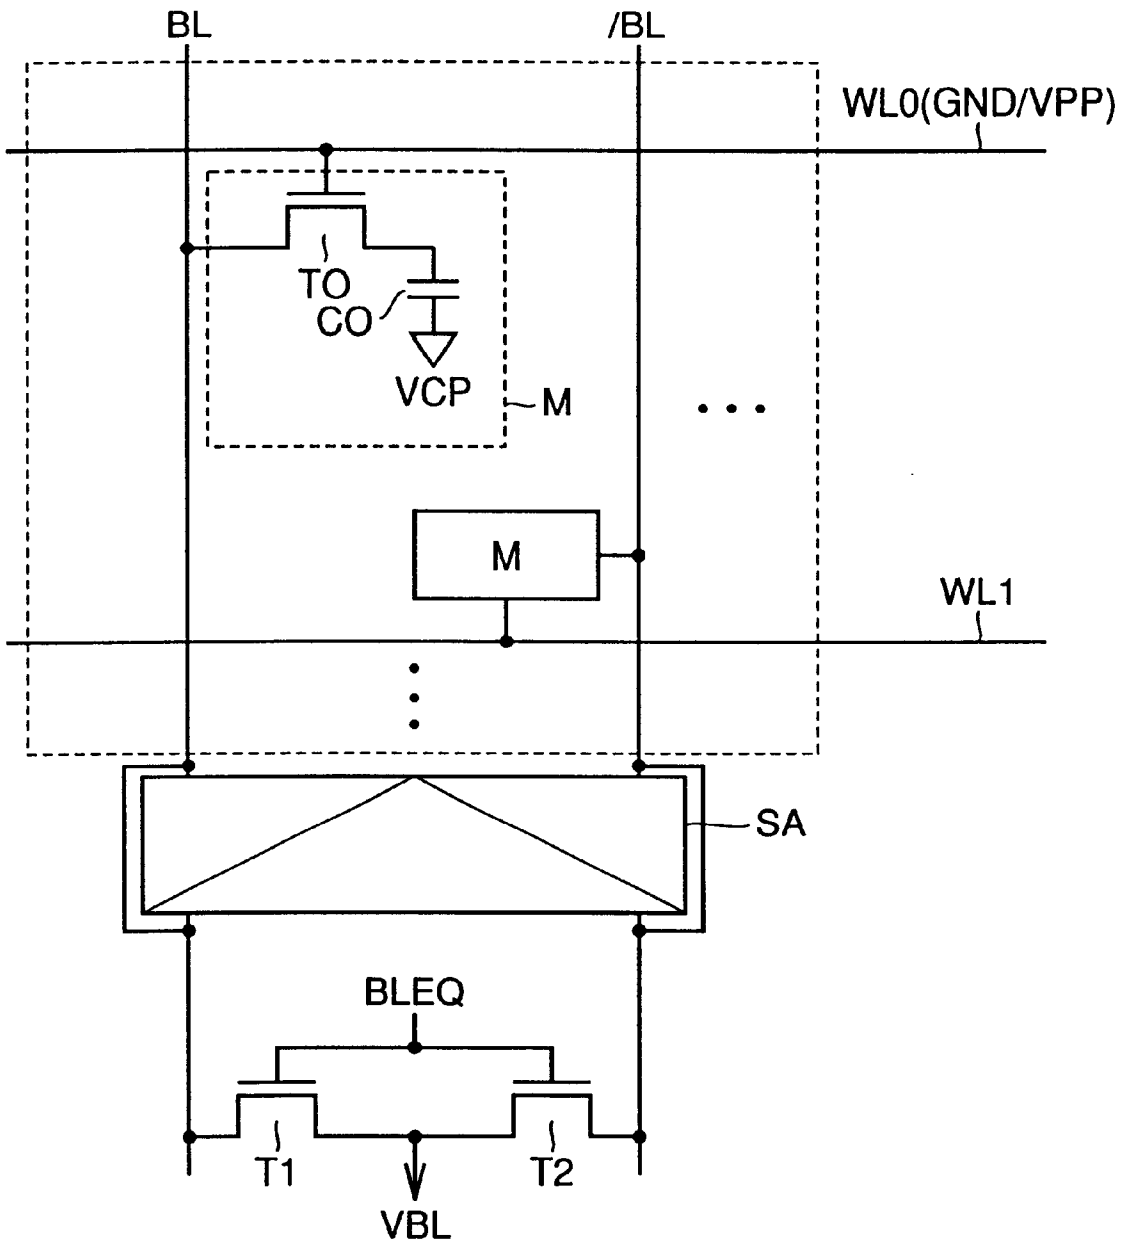 BL
/BL
WL0(GND/VPP)
TO
CO
VCP
M
M
WL1
SA
BLEQ
T1
T2
VBL